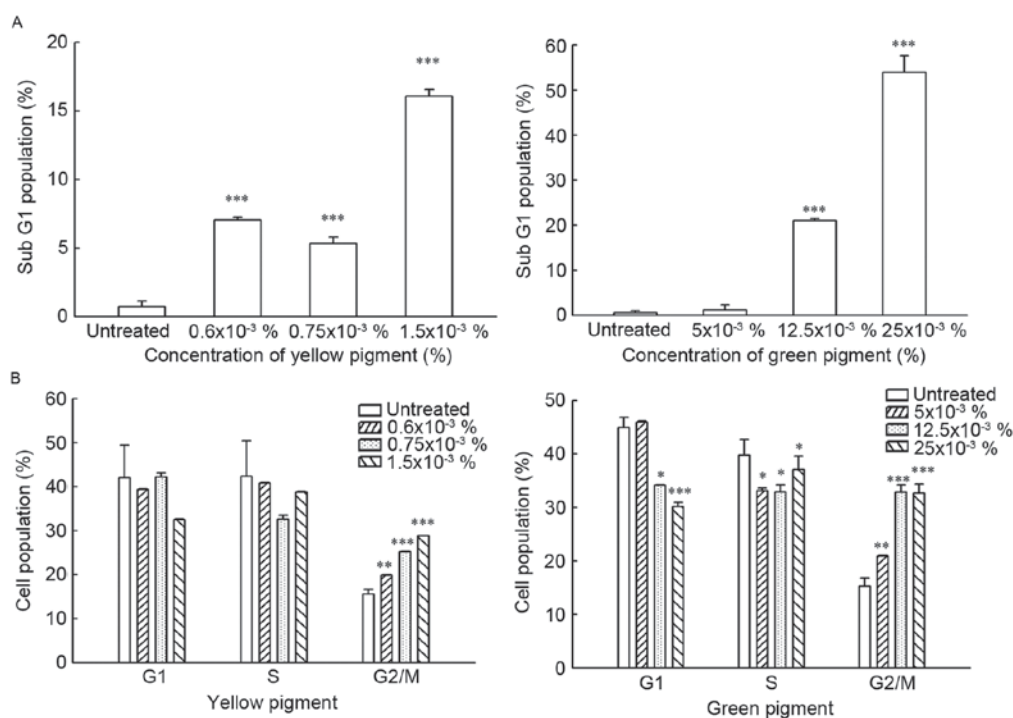 A
Sub G1 population (%)
20
15
10
5
0
***
***
***
Untreated 0.6x10⁻³ % 0.75x10⁻³ % 1.5x10⁻³ %
Concentration of yellow pigment (%)
Sub G1 population (%)
60
50
40
30
20
10
0
***
***
Untreated 5x10⁻³ % 12.5x10⁻³ % 25x10⁻³ %
Concentration of green pigment (%)
B
Cell population (%)
60
50
40
30
20
10
0
Untreated
0.6x10⁻³ %
0.75x10⁻³ %
1.5x10⁻³ %
** *** ***
G1 S G2/M
Yellow pigment
Cell population (%)
50
40
30
20
10
0
Untreated
5x10⁻³ %
12.5x10⁻³ %
25x10⁻³ %
* *** * * * ** *** ***
G1 S G2/M
Green pigment